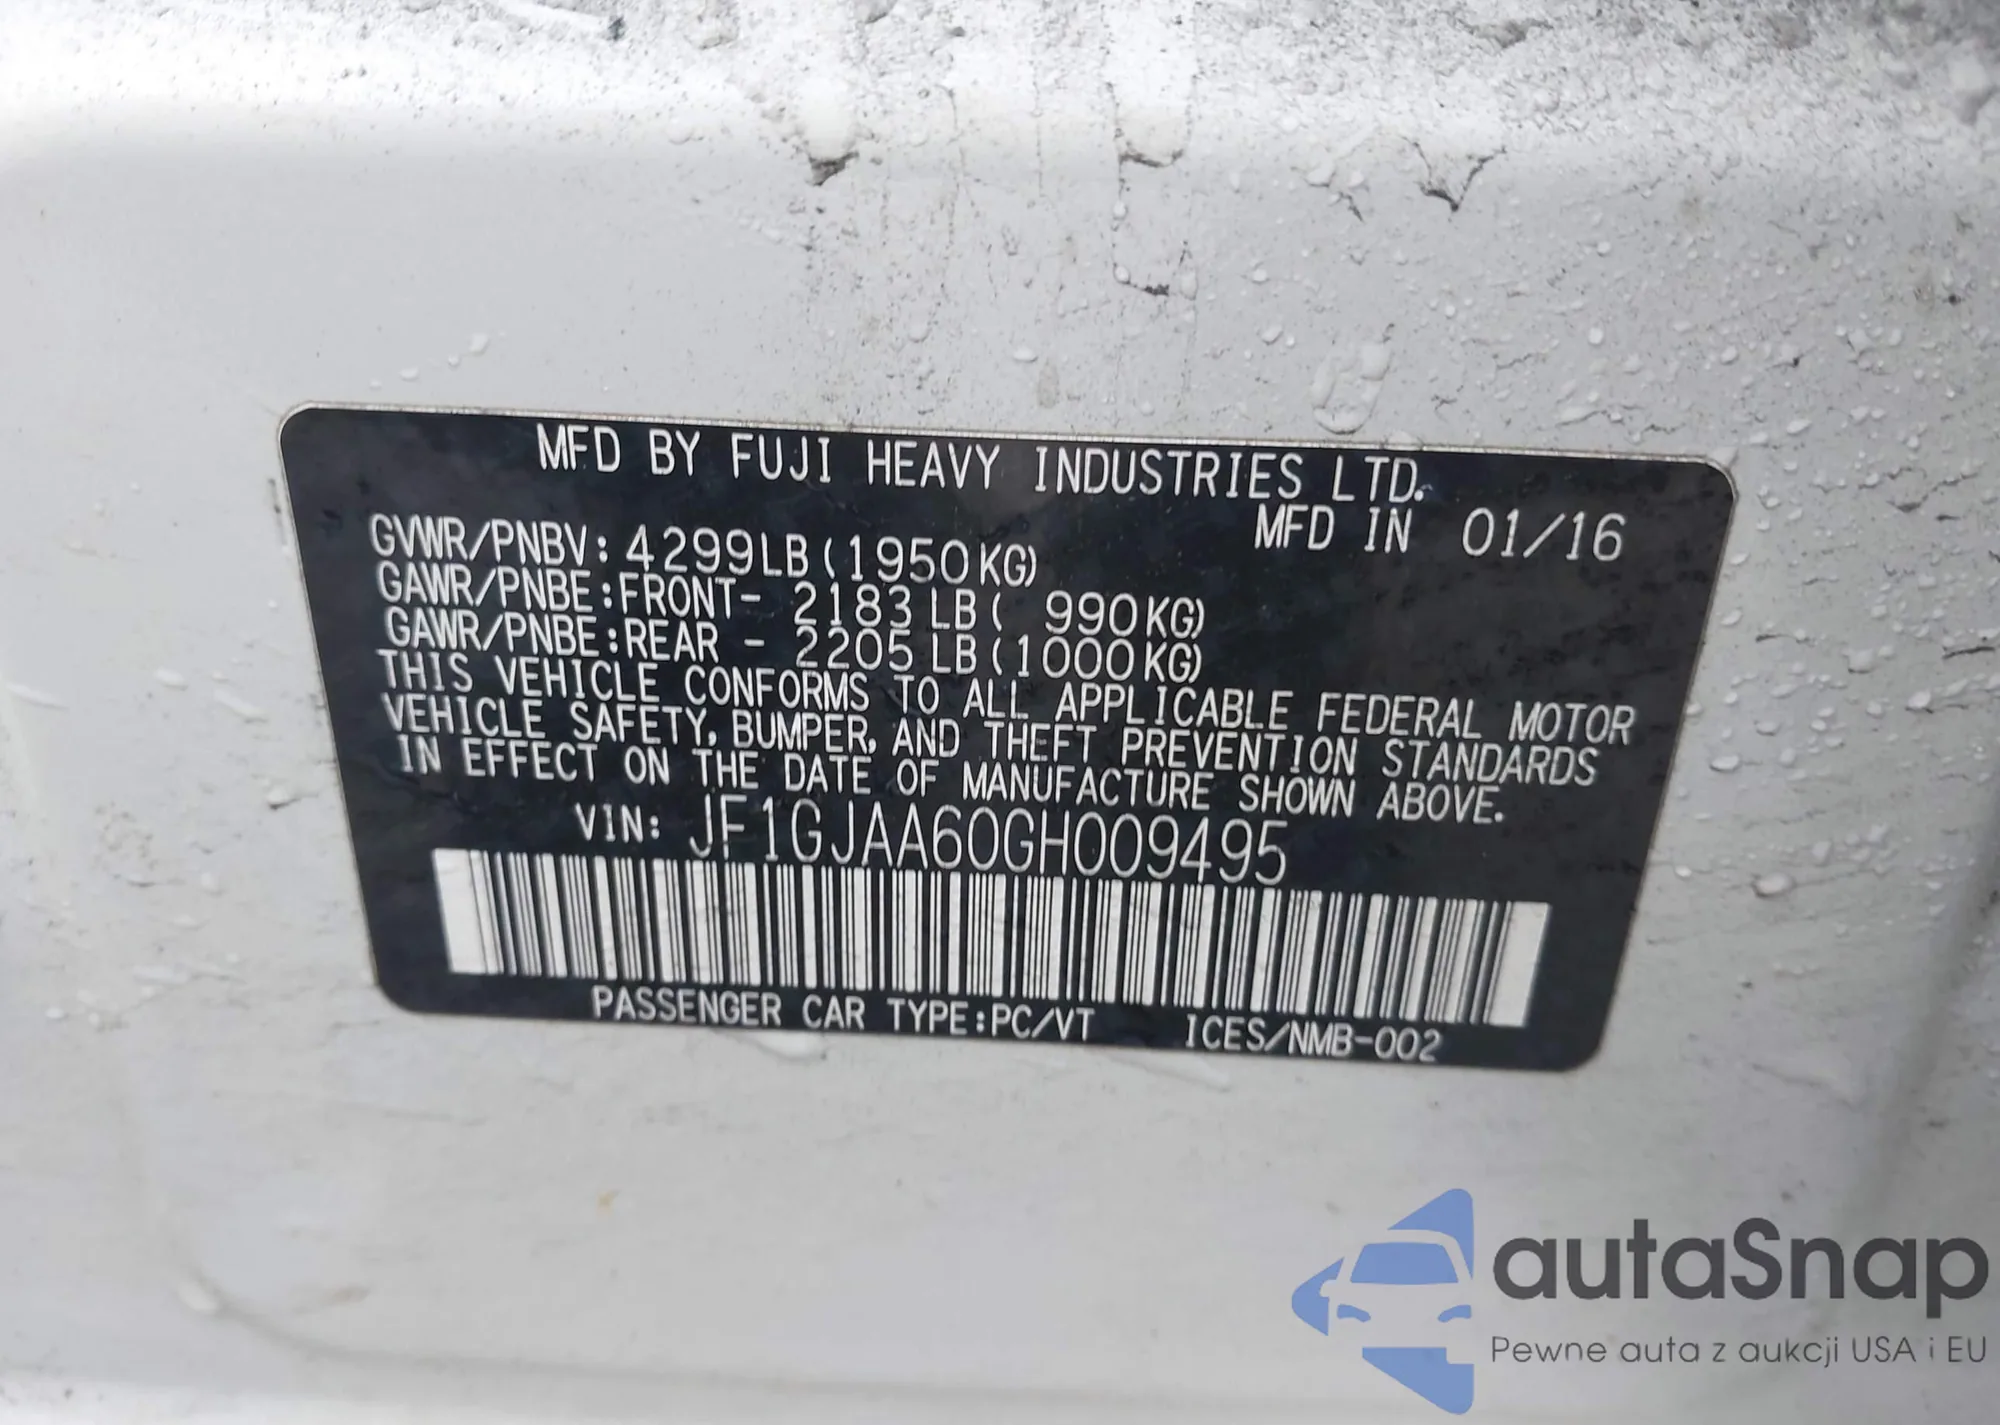 MFD BY FUJI HEAVY INDUSTRIES LTD.
MFD IN 01/16
GVWR/PNBV: 4299LB(1950KG)
GAWR/PNBE:FRONT- 2183LB( 990KG)
GAWR/PNBE:REAR - 2205LB(1000KG)
THIS VEHICLE CONFORMS TO ALL APPLICABLE FEDERAL MOTOR
VEHICLE SAFETY, BUMPER, AND THEFT PREVENTION STANDARDS
IN EFFECT ON THE DATE OF MANUFACTURE SHOWN ABOVE.
VIN: JF1GJAA60GH009495
PASSENGER CAR TYPE:PC/VT ICES/NMB-002
autaSnap
Pewne auta z aukcji USA i EU